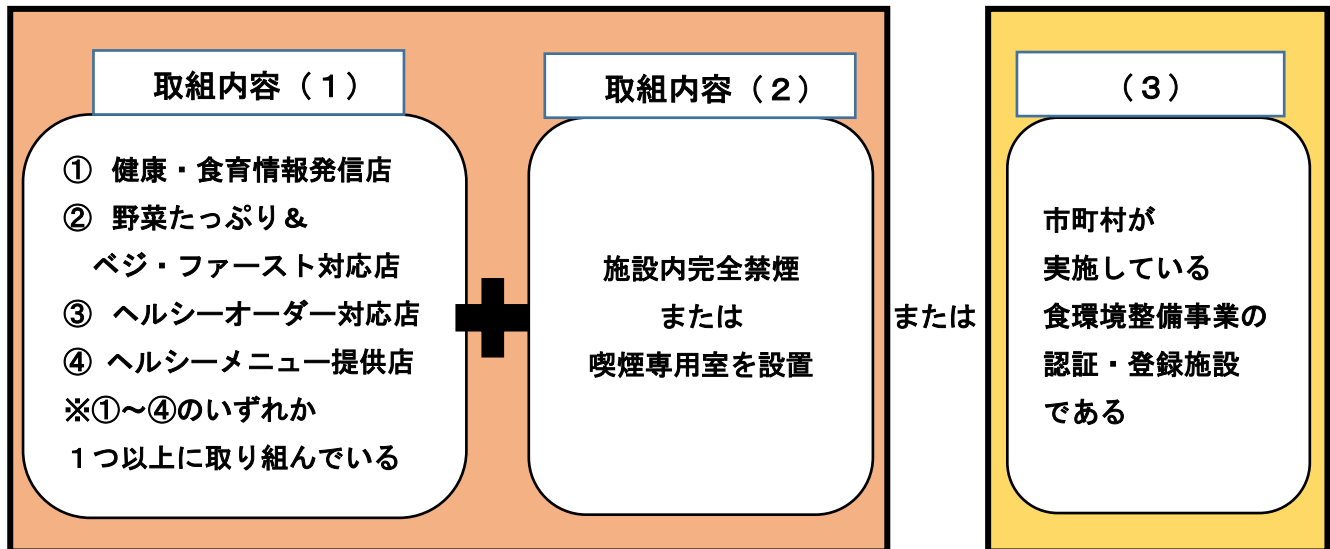 取組内容（１）
① 健康・食育情報発信店
② 野菜たっぷり＆
ベジ・ファースト対応店
③ ヘルシーオーダー対応店
④ ヘルシーメニュー提供店
※①～④のいずれか
１つ以上に取り組んでいる
取組内容（２）
施設内完全禁煙
または
喫煙専用室を設置
または
（３）
市町村が
実施している
食環境整備事業の
認証・登録施設
である